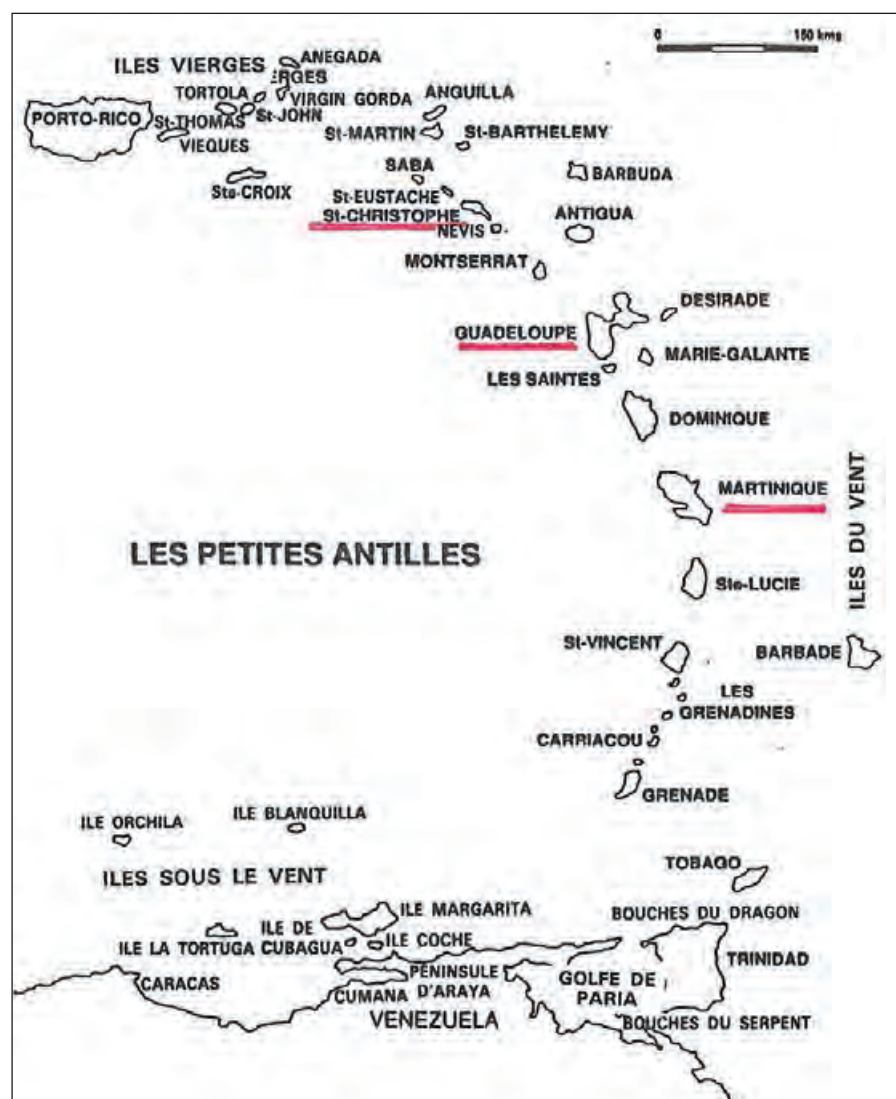 0 150 kms
ANEGADA
ILES VIERGES
ERGES
TORTOLA
VIRGIN GORDA
ANGUILLA
PORTO-RICO
St-THOMAS
St-JOHN
St-MARTIN
St-BARTHELEMY
VIEQUES
SABA
BARBUDA
Ste-CROIX
St-EUSTACHE
St-CHRISTOPHE
ANTIGUA
NEVIS
MONTSERRAT
DESIRADE
GUADELOUPE
MARIE-GALANTE
LES SAINTES
DOMINIQUE
MARTINIQUE
ILES DU VENT
LES PETITES ANTILLES
Ste-LUCIE
St-VINCENT
BARBADE
LES
GRENADINES
CARRIACOU
GRENADE
ILE ORCHILA
ILE BLANQUILLA
TOBAGO
ILES SOUS LE VENT
ILE MARGARITA
BOUCHES DU DRAGON
ILE DE
CUBAGUA
ILE LA TORTUGA
ILE COCHE
TRINIDAD
CARACAS
PÉNINSULE
D'ARAYA
GOLFE DE
PARIA
CUMANA
VENEZUELA
BOUCHES DU SERPENT